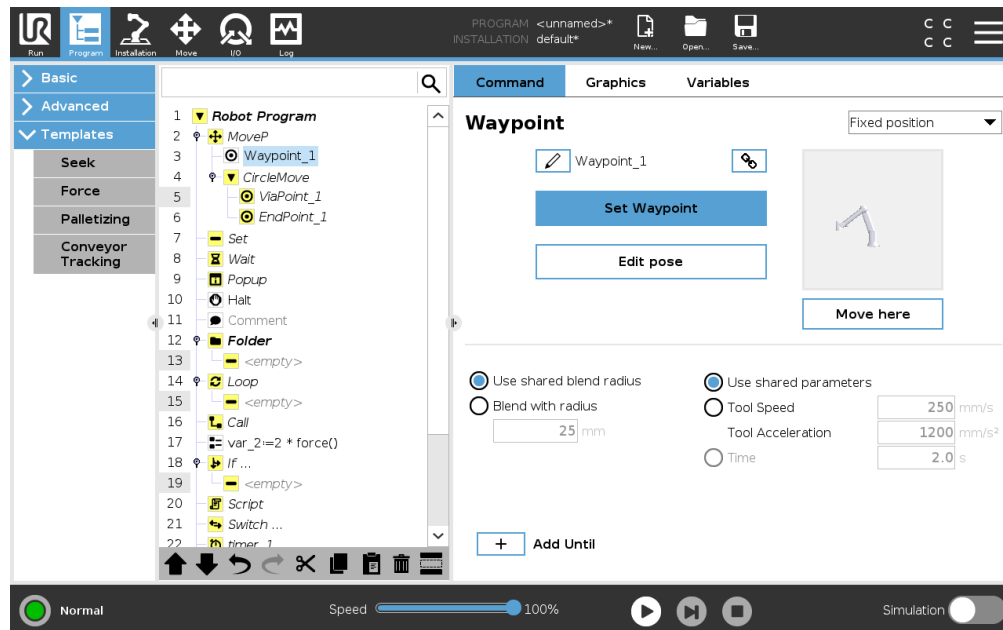 PROGRAM <unnamed>*
INSTALLATION default*
C C
C C
UR
Run
Program
Installation
Move
I/O
Log
New...
Open...
Save...
Basic
Advanced
Templates
Seek
Force
Palletizing
Conveyor
Tracking
1 Robot Program
2 MoveP
3 Waypoint_1
4 CircleMove
5 ViaPoint_1
6 EndPoint_1
7 Set
8 Wait
9 Popup
10 Halt
11 Comment
12 Folder
13 <empty>
14 Loop
15 <empty>
16 Call
17 var_2:=2 * force()
18 If ...
19 <empty>
20 Script
21 Switch ...
22 timer_1
Command Graphics Variables
Waypoint
Fixed position
Waypoint_1
Set Waypoint
Edit pose
Move here
Use shared blend radius
Blend with radius
25 mm
Use shared parameters
Tool Speed 250 mm/s
Tool Acceleration 1200 mm/s²
Time 2.0 s
+ Add Until
Normal
Speed 100%
Simulation